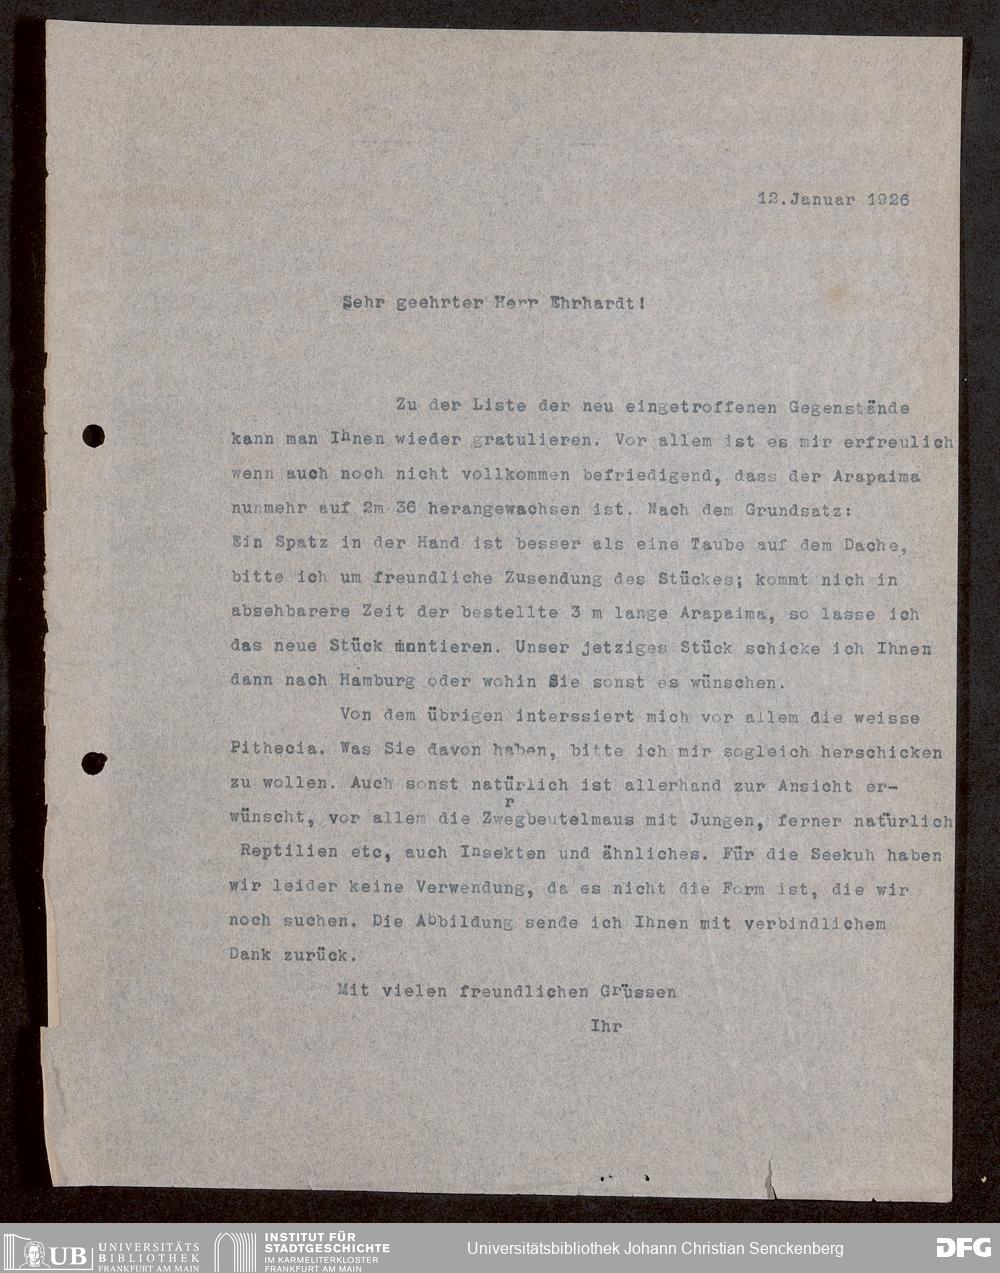 12.Januar 1926
Sehr geehrter Herr Ehrhardt!
Zu der Liste der neu eingetroffenen Gegenstände
kann man Ihnen wieder gratulieren. Vor allem ist es mir erfreulich
wenn auch noch nicht vollkommen befriedigend, dass der Arapaima
nunmehr auf 2m 36 herangewachsen ist. Nach dem Grundsatz:
Ein Spatz in der Hand ist besser als eine Taube auf dem Dache,
bitte ich um freundliche Zusendung des Stückes; kommt nich in
absehbarere Zeit der bestellte 3 m lange Arapaima, so lasse ich
das neue Stück montieren. Unser jetziges Stück schicke ich Ihnen
dann nach Hamburg oder wohin Sie sonst es wünschen.
Von dem übrigen interssiert mich vor allem die weisse
Pithecia. Was Sie davon haben, bitte ich mir sogleich herschicken
zu wollen. Auch sonst natürlich ist allerhand zur Ansicht er-
wünscht, vor allem die Zwergbeutelmaus mit Jungen, ferner natürlich
Reptilien etc, auch Insekten und ähnliches. Für die Seekuh haben
wir leider keine Verwendung, da es nicht die Form ist, die wir
noch suchen. Die Abbildung sende ich Ihnen mit verbindlichem
Dank zurück.
Mit vielen freundlichen Grüssen
Ihr
UB UNIVERSITÄTS
BIBLIOTHEK
FRANKFURT AM MAIN
INSTITUT FÜR
STADTGESCHICHTE
IM KARMELITERKLOSTER
FRANKFURT AM MAIN
Universitätsbibliothek Johann Christian Senckenberg
DFG